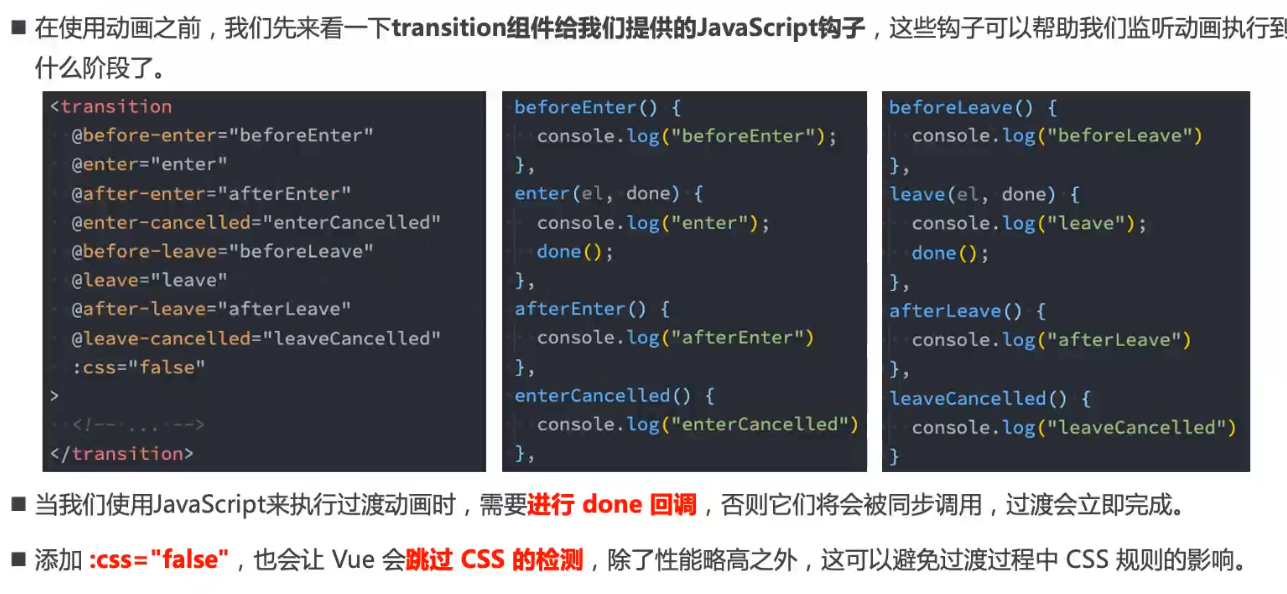 ■ 在使用动画之前，我们先来看一下transition组件给我们提供的JavaScript钩子，这些钩子可以帮助我们监听动画执行到
什么阶段了。
<transition
@before-enter="beforeEnter"
@enter="enter"
@after-enter="afterEnter"
@enter-cancelled="enterCancelled"
@before-leave="beforeLeave"
@leave="leave"
@after-leave="afterLeave"
@leave-cancelled="leaveCancelled"
:css="false"
>
<!-- ... -->
</transition>
beforeEnter() {
console.log("beforeEnter");
},
enter(el, done) {
console.log("enter");
done();
},
afterEnter() {
console.log("afterEnter")
},
enterCancelled() {
console.log("enterCancelled")
},
beforeLeave() {
console.log("beforeLeave")
},
leave(el, done) {
console.log("leave");
done();
},
afterLeave() {
console.log("afterLeave")
},
leaveCancelled() {
console.log("leaveCancelled")
}
■ 当我们使用JavaScript来执行过渡动画时，需要进行 done 回调，否则它们将会被同步调用，过渡会立即完成。
■ 添加 :css="false"，也会让 Vue 会跳过 CSS 的检测，除了性能略高之外，这可以避免过渡过程中 CSS 规则的影响。